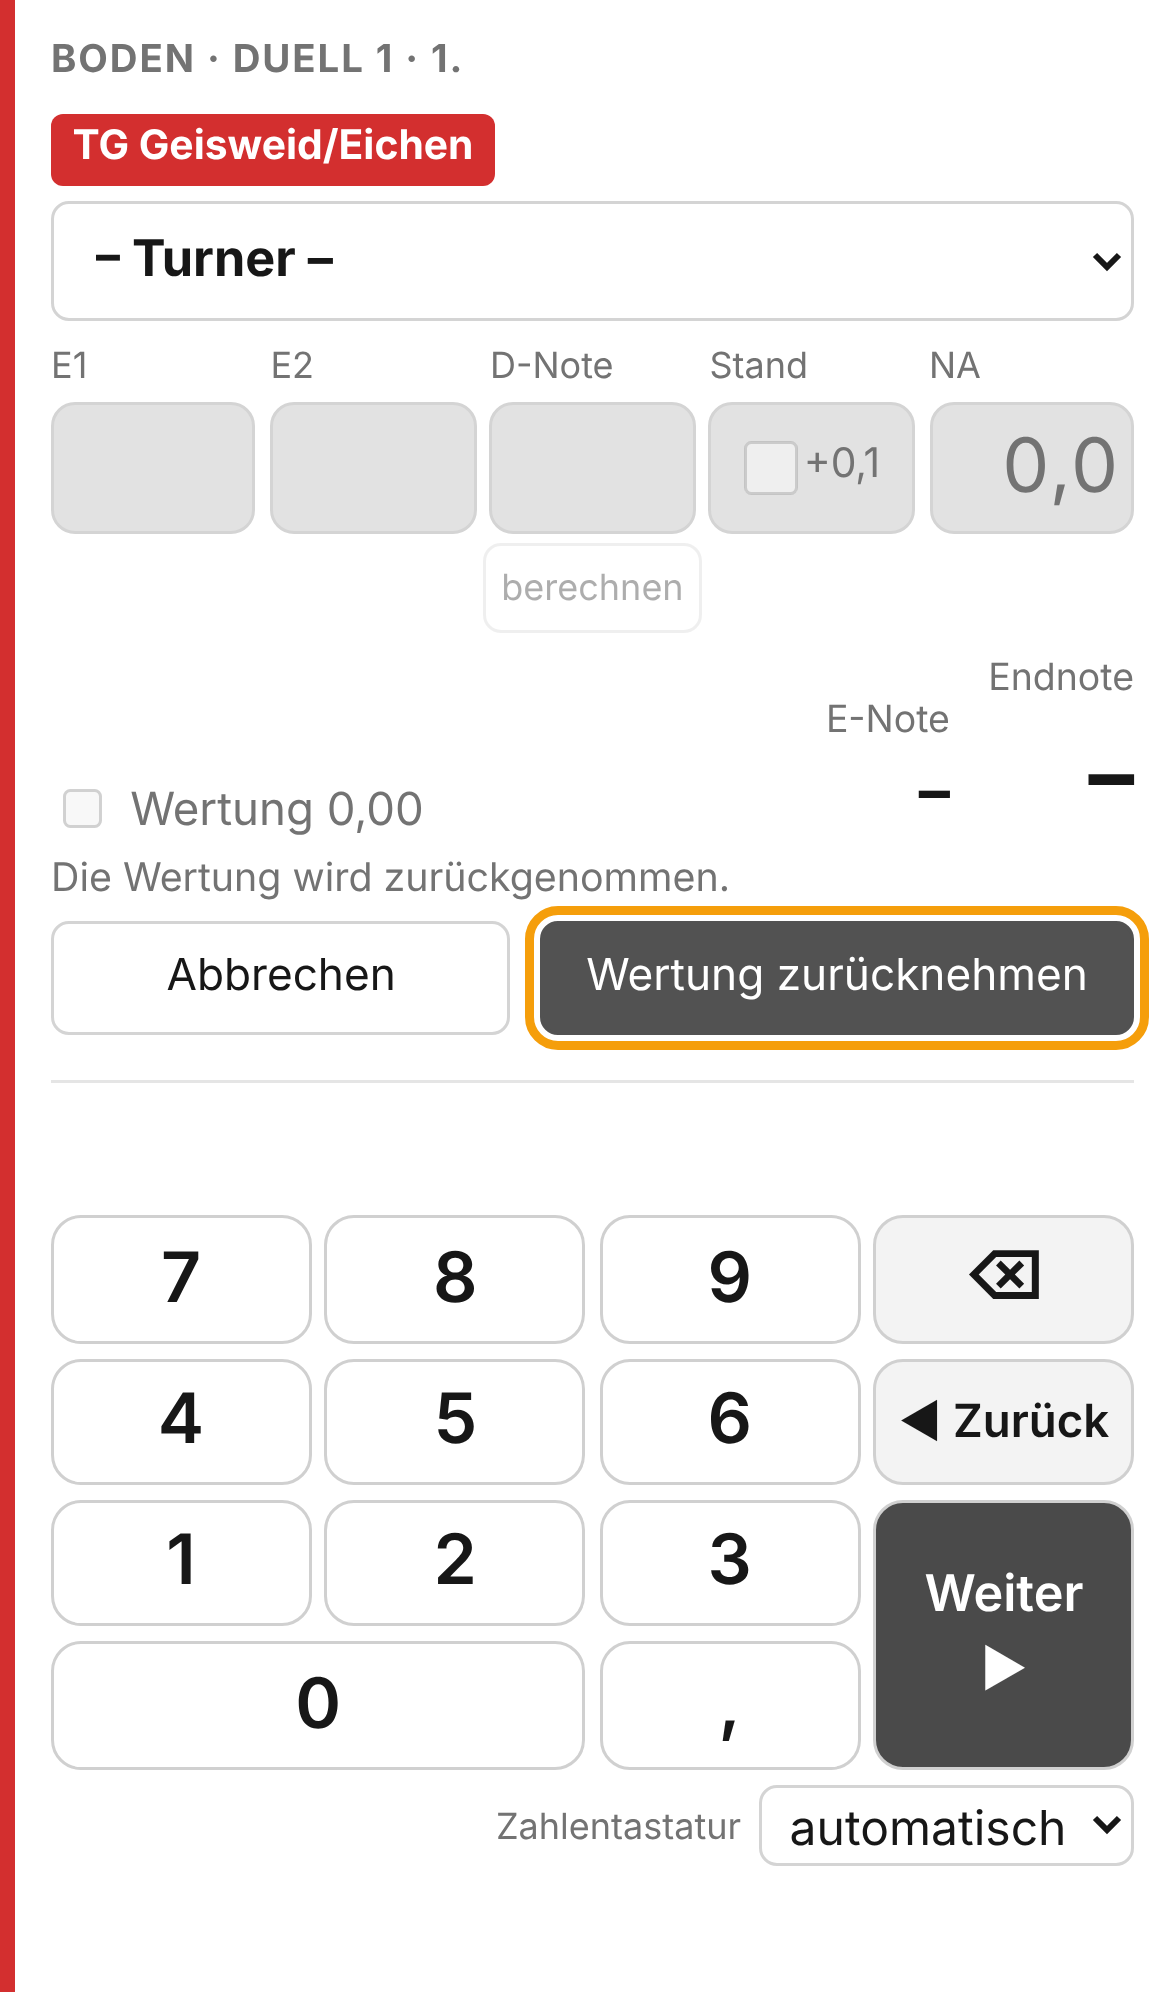 BODEN · DUELL 1 · 1.
TG Geisweid/Eichen
– Turner –
E1 E2 D-Note Stand NA
+0,1 0,0
berechnen
Endnote
E-Note
– –
Wertung 0,00
Die Wertung wird zurückgenommen.
Abbrechen Wertung zurücknehmen
7 8 9
4 5 6 ◀ Zurück
1 2 3 Weiter ▶
0 ,
Zahlentastatur automatisch